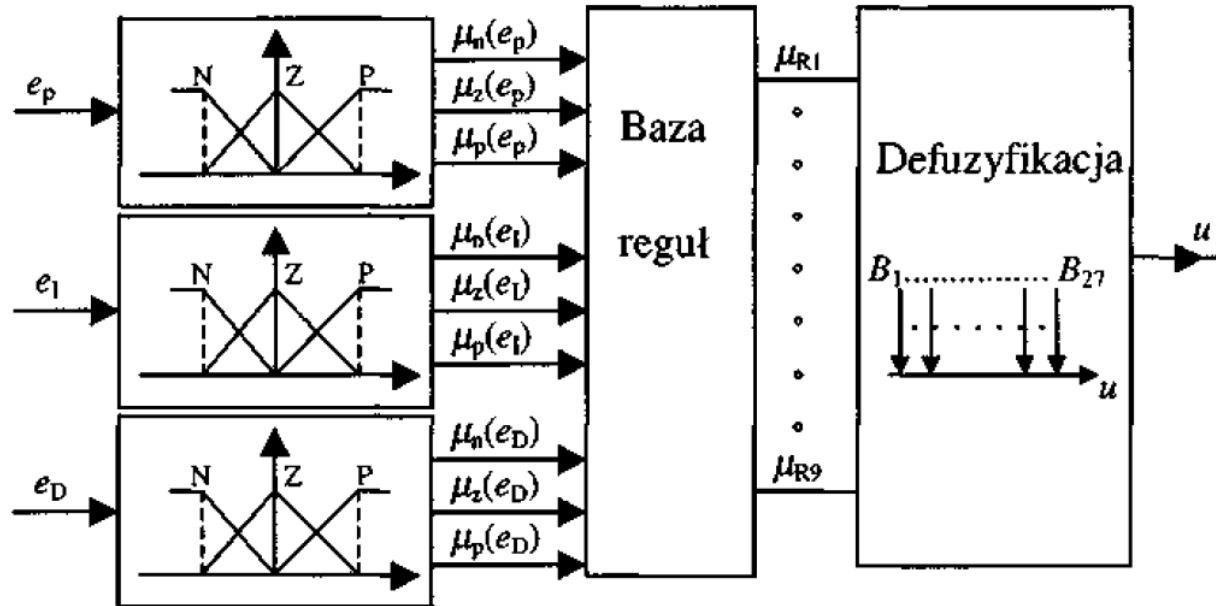 e_p
N Z P
μ_n(e_p)
μ_z(e_p)
μ_p(e_p)
e_I
N Z P
μ_n(e_I)
μ_z(e_I)
μ_p(e_I)
e_D
N Z P
μ_n(e_D)
μ_z(e_D)
μ_p(e_D)
Baza
reguł
μ_R1
μ_R9
Defuzyfikacja
B_1 B_27
u
u